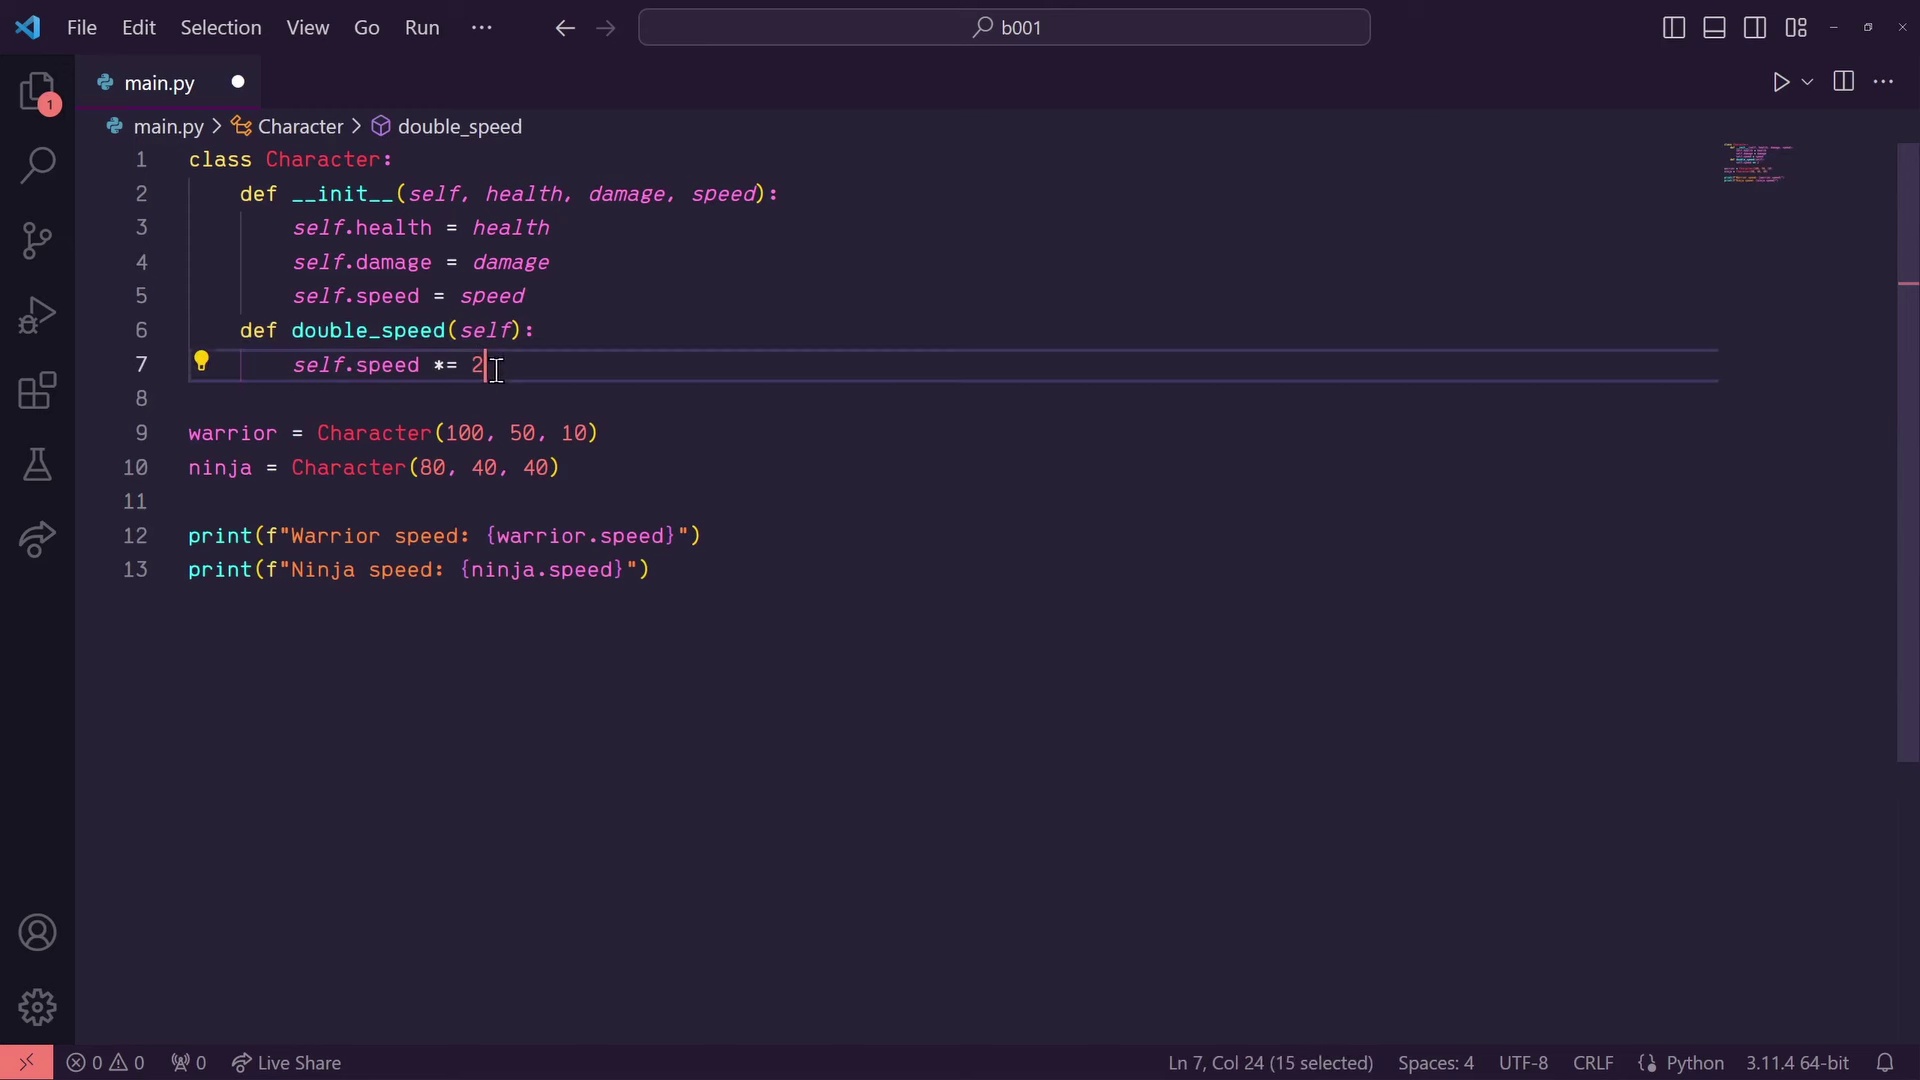 File Edit Selection View Go Run ··· b001
1
main.py
main.py > Character > double_speed
1 class Character:
2 def __init__(self, health, damage, speed):
3 self.health = health
4 self.damage = damage
5 self.speed = speed
6 def double_speed(self):
7 self.speed *= 2
8
9 warrior = Character(100, 50, 10)
10 ninja = Character(80, 40, 40)
11
12 print(f"Warrior speed: {warrior.speed}")
13 print(f"Ninja speed: {ninja.speed}")
0 0 0 Live Share Ln 7, Col 24 (15 selected) Spaces: 4 UTF-8 CRLF Python 3.11.4 64-bit